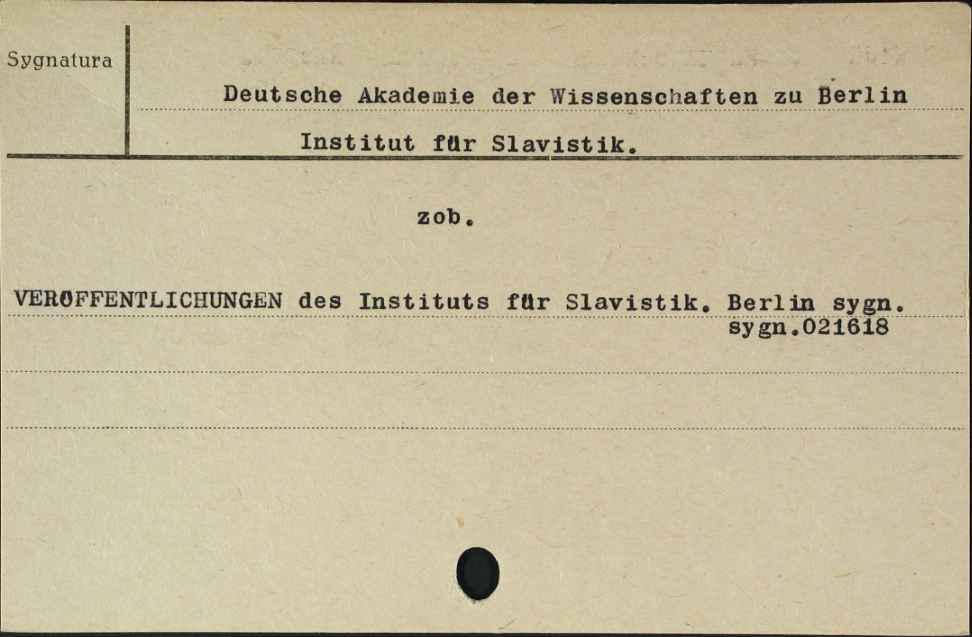 Sygnatura
Deutsche Akademie der Wissenschaften zu Berlin
Institut für Slavistik.
zob.
VERÖFFENTLICHUNGEN des Instituts für Slavistik. Berlin sygn.
sygn.021618